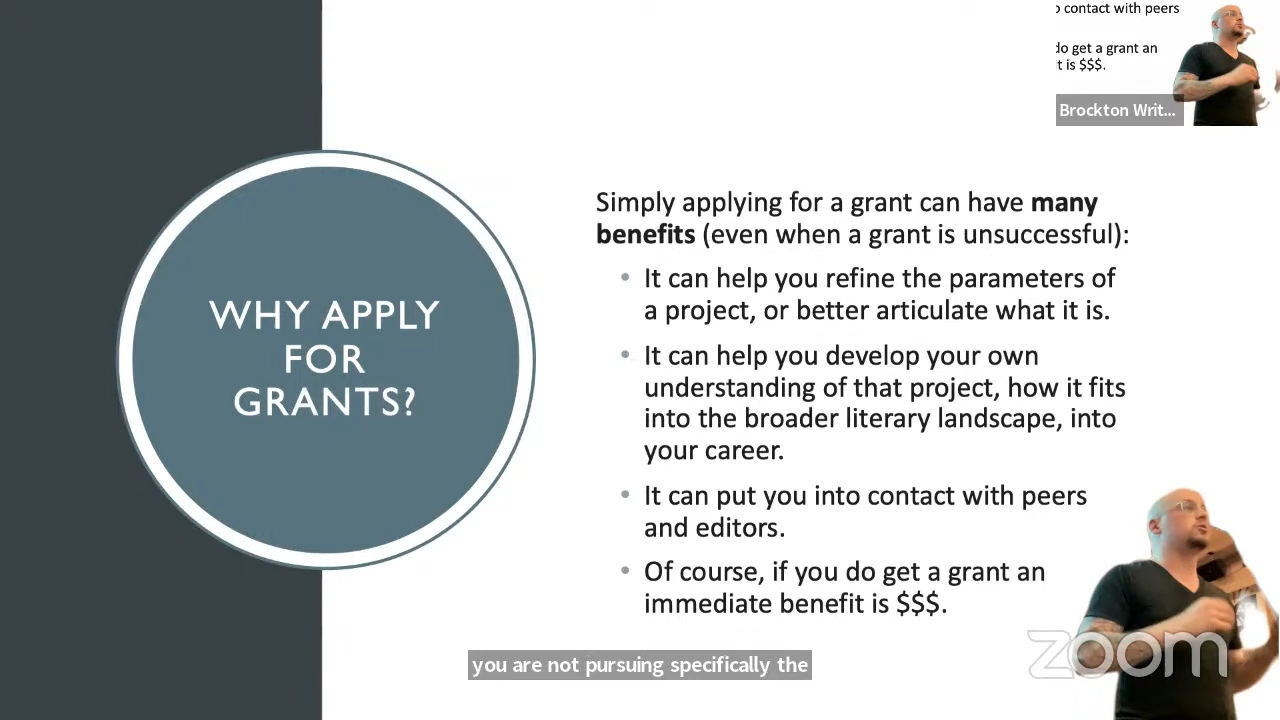 o contact with peers
do get a grant an
t is $$$.
Brockton Writ...
WHY APPLY
FOR
GRANTS?
Simply applying for a grant can have many
benefits (even when a grant is unsuccessful):
• It can help you refine the parameters of
a project, or better articulate what it is.
• It can help you develop your own
understanding of that project, how it fits
into the broader literary landscape, into
your career.
• It can put you into contact with peers
and editors.
• Of course, if you do get a grant an
immediate benefit is $$$.
you are not pursuing specifically the
zoom